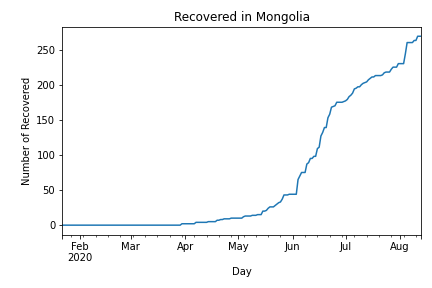 Recovered in Mongolia
Number of Recovered
250
200
150
100
50
0
Feb Mar Apr May Jun Jul Aug
2020
Day